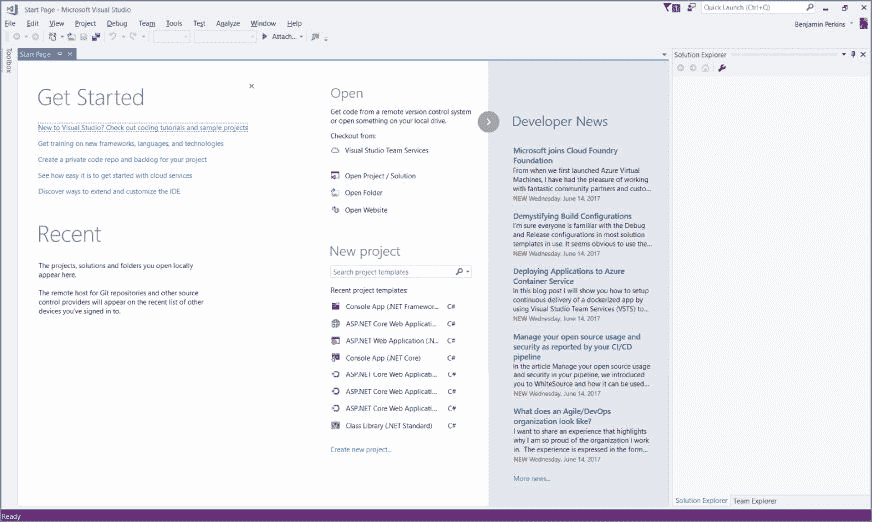 Start Page - Microsoft Visual Studio
Quick Launch (Ctrl+Q)
File Edit View Project Debug Team Tools Test Analyze Window Help
Benjamin Perkins
Attach...
Toolbox
Start Page
Get Started
New to Visual Studio? Check out coding tutorials and sample projects
Get training on new frameworks, languages, and technologies
Create a private code repo and backlog for your project
See how easy it is to get started with cloud services
Discover ways to extend and customize the IDE
Recent
The projects, solutions and folders you open locally
appear here.
The remote host for Git repositories and other source
control providers will appear on the recent list of other
devices you've signed in to.
Open
Get code from a remote version control system
or open something on your local drive.
Checkout from:
Visual Studio Team Services
Open Project / Solution
Open Folder
Open Website
New project
Search project templates
Recent project templates:
Console App (.NET Framewor... C#
ASP.NET Core Web Applicati... C#
ASP.NET Web Application (.N... C#
Console App (.NET Core) C#
ASP.NET Core Web Applicati... C#
ASP.NET Core Web Applicati... C#
ASP.NET Core Web Applicati... C#
Class Library (.NET Standard) C#
Create new project...
Developer News
Microsoft joins Cloud Foundry
Foundation
From when we first launched Azure Virtual
Machines, I have had the pleasure of working
with fantastic community partners and custo...
NEW Wednesday, June 14, 2017
Demystifying Build Configurations
I'm sure everyone is familiar with the Debug
and Release configurations in most solution
templates in use. It seems obvious to use the...
NEW Wednesday, June 14, 2017
Deploying Applications to Azure
Container Service
In this blog post I will show you how to setup
continuous delivery of a dockerized app by
using Visual Studio Team Services (VSTS) to...
NEW Wednesday, June 14, 2017
Manage your open source usage and
security as reported by your CI/CD
pipeline
In the article Manage your open source usage
and security in your pipeline, we introduced
you to WhiteSource and how it can be used...
NEW Wednesday, June 14, 2017
What does an Agile/DevOps
organization look like?
I want to share an experience that highlights
why I am so proud of the organization I work
in. The experience is expressed in the form...
NEW Wednesday, June 14, 2017
More news...
Solution Explorer
Solution Explorer Team Explorer
Ready